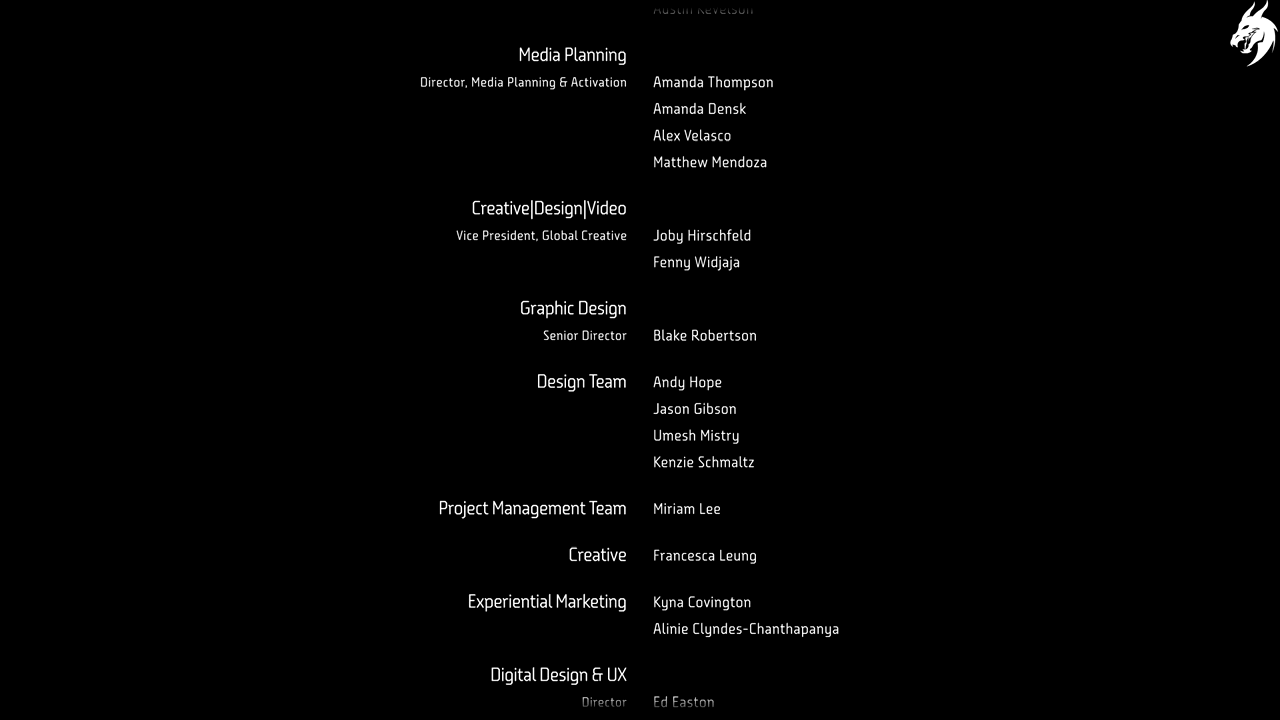 Austin Kevelson
Media Planning
Director, Media Planning & Activation Amanda Thompson
Amanda Densk
Alex Velasco
Matthew Mendoza
Creative|Design|Video
Vice President, Global Creative Joby Hirschfeld
Fenny Widjaja
Graphic Design
Senior Director Blake Robertson
Design Team Andy Hope
Jason Gibson
Umesh Mistry
Kenzie Schmaltz
Project Management Team Miriam Lee
Creative Francesca Leung
Experiential Marketing Kyna Covington
Alinie Clyndes-Chanthapanya
Digital Design & UX
Director Ed Easton